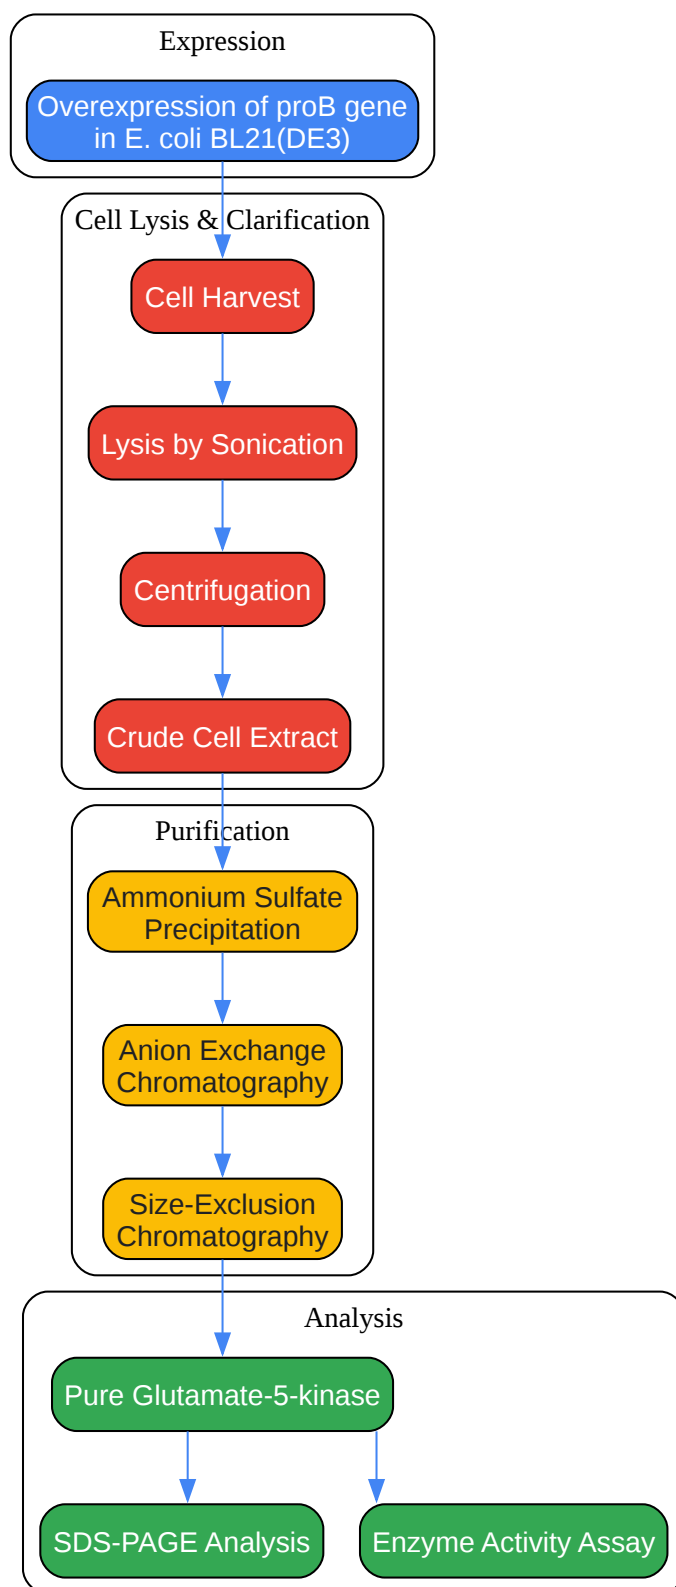 Expression
Overexpression of proB gene
in E. coli BL21(DE3)
Cell Lysis & Clarification
Cell Harvest
Lysis by Sonication
Centrifugation
Crude Cell Extract
Purification
Ammonium Sulfate
Precipitation
Anion Exchange
Chromatography
Size-Exclusion
Chromatography
Analysis
Pure Glutamate-5-kinase
SDS-PAGE Analysis
Enzyme Activity Assay